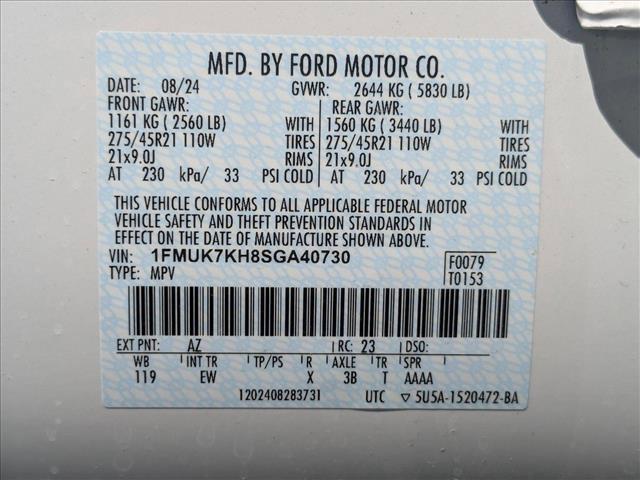 MFD. BY FORD MOTOR CO.
DATE: 08/24 GVWR: 2644 KG ( 5830 LB)
FRONT GAWR: REAR GAWR:
1161 KG ( 2560 LB) WITH 1560 KG ( 3440 LB) WITH
275/45R21 110W TIRES 275/45R21 110W TIRES
21x9.0J RIMS 21x9.0J RIMS
AT 230 kPa/ 33 PSI COLD AT 230 kPa/ 33 PSI COLD
THIS VEHICLE CONFORMS TO ALL APPLICABLE FEDERAL MOTOR
VEHICLE SAFETY AND THEFT PREVENTION STANDARDS IN
EFFECT ON THE DATE OF MANUFACTURE SHOWN ABOVE.
VIN: 1FMUK7KH8SGA40730 F0079
TYPE: MPV T0153
EXT PNT: AZ RC: 23 DSO:
WB INT TR TP/PS R AXLE TR SPR
119 EW X 3B T AAAA
1202408283731 UTC ▽ 5U5A-1520472-BA